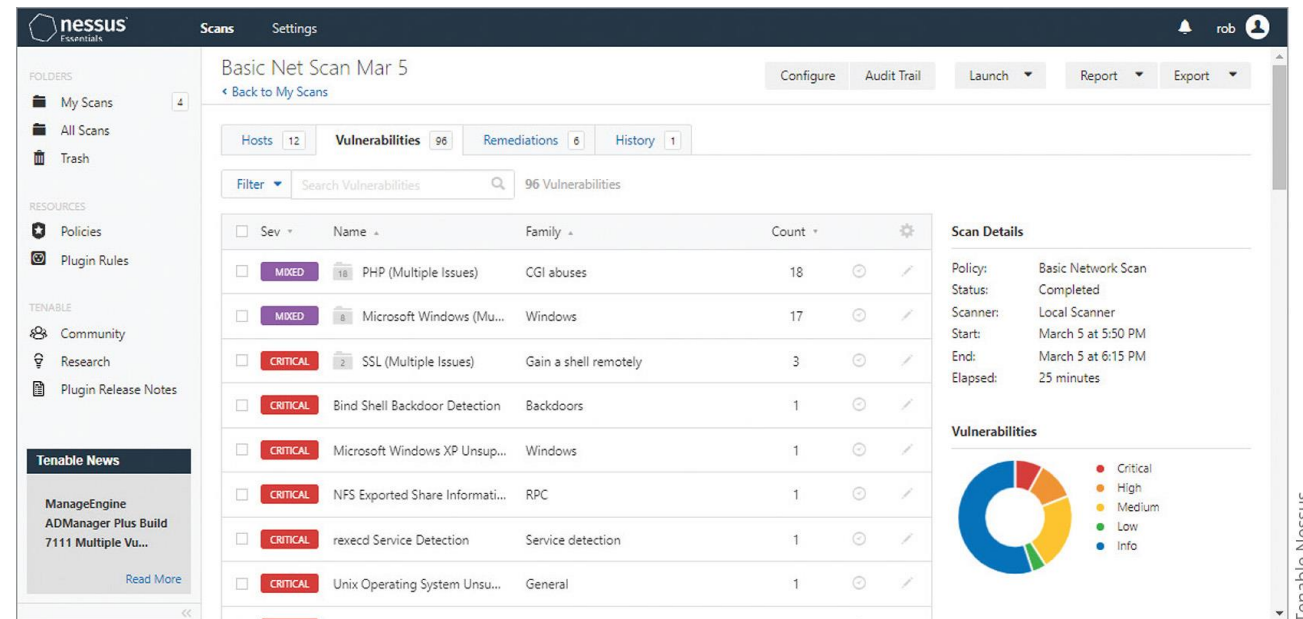 nessus
Essentials
Scans
Settings
rob
FOLDERS
My Scans 4
All Scans
Trash
RESOURCES
Policies
Plugin Rules
TENABLE
Community
Research
Plugin Release Notes
Tenable News
ManageEngine
ADManager Plus Build
7111 Multiple Vu...
Read More
Basic Net Scan Mar 5
Back to My Scans
Configure Audit Trail Launch Report Export
Hosts 12 Vulnerabilities 96 Remediations 6 History 1
Filter Search Vulnerabilities 96 Vulnerabilities
Sev Name Family Count
MIXED 18 PHP (Multiple Issues) CGI abuses 18
MIXED 8 Microsoft Windows (Mu... Windows 17
CRITICAL 2 SSL (Multiple Issues) Gain a shell remotely 3
CRITICAL Bind Shell Backdoor Detection Backdoors 1
CRITICAL Microsoft Windows XP Unsup... Windows 1
CRITICAL NFS Exported Share Informati... RPC 1
CRITICAL rexecd Service Detection Service detection 1
CRITICAL Unix Operating System Unsu... General 1
Scan Details
Policy: Basic Network Scan
Status: Completed
Scanner: Local Scanner
Start: March 5 at 5:50 PM
End: March 5 at 6:15 PM
Elapsed: 25 minutes
Vulnerabilities
Critical
High
Medium
Low
Info
Tenable Nessus